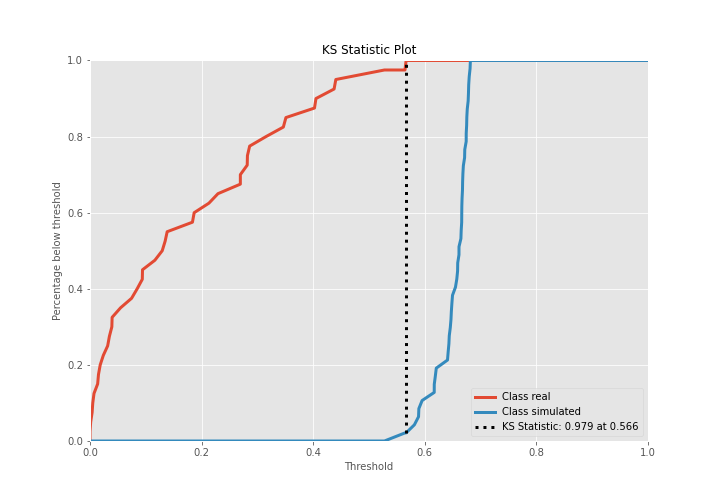 KS Statistic Plot
1.0
0.8
0.6
0.4
0.2
0.0
Percentage below threshold
0.0 0.2 0.4 0.6 0.8 1.0
Threshold
Class real
Class simulated
KS Statistic: 0.979 at 0.566